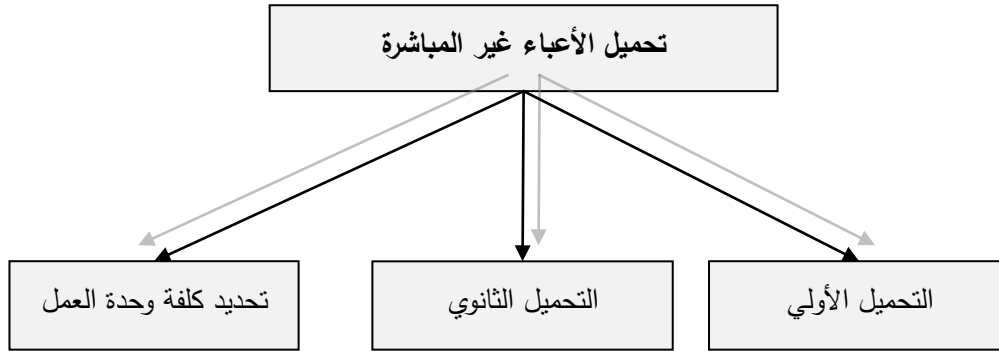 تحميل الأعباء غير المباشرة
التحميل الأولي
التحميل الثانوي
تحديد كلفة وحدة العمل